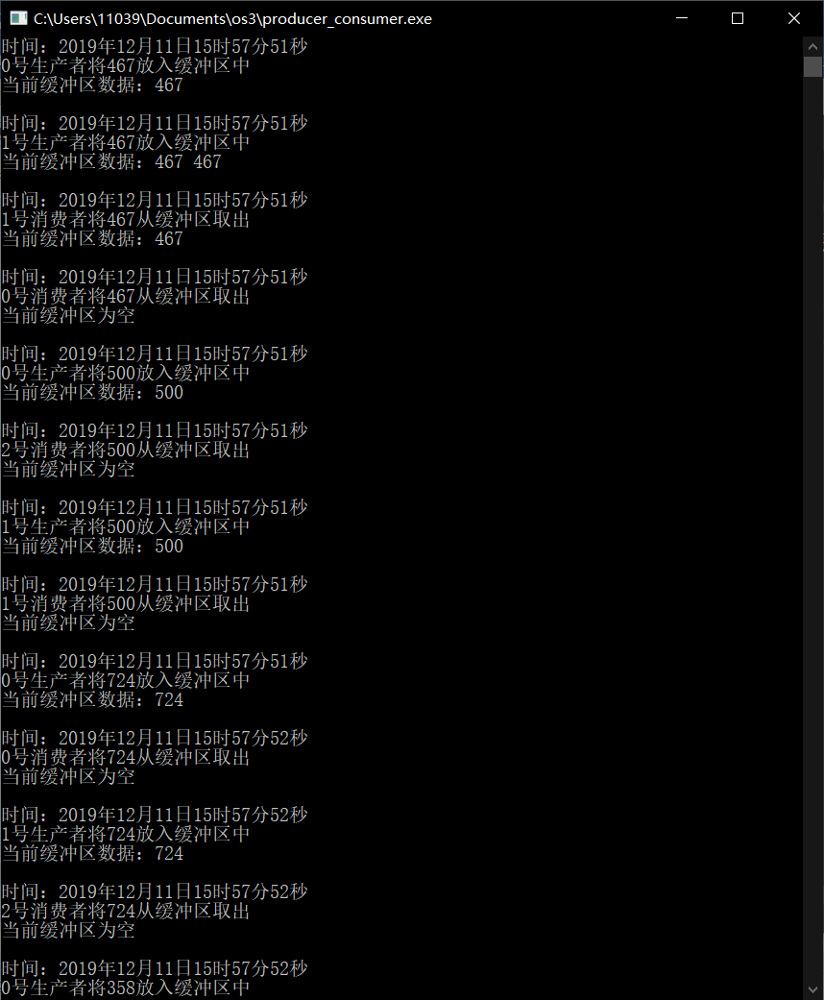 C:\Users\11039\Documents\os3\producer_consumer.exe
时间：2019年12月11日15时57分51秒
0号生产者将467放入缓冲区中
当前缓冲区数据：467
时间：2019年12月11日15时57分51秒
1号生产者将467放入缓冲区中
当前缓冲区数据：467 467
时间：2019年12月11日15时57分51秒
1号消费者将467从缓冲区取出
当前缓冲区数据：467
时间：2019年12月11日15时57分51秒
0号消费者将467从缓冲区取出
当前缓冲区为空
时间：2019年12月11日15时57分51秒
0号生产者将500放入缓冲区中
当前缓冲区数据：500
时间：2019年12月11日15时57分51秒
2号消费者将500从缓冲区取出
当前缓冲区为空
时间：2019年12月11日15时57分51秒
1号生产者将500放入缓冲区中
当前缓冲区数据：500
时间：2019年12月11日15时57分51秒
1号消费者将500从缓冲区取出
当前缓冲区为空
时间：2019年12月11日15时57分51秒
0号生产者将724放入缓冲区中
当前缓冲区数据：724
时间：2019年12月11日15时57分52秒
0号消费者将724从缓冲区取出
当前缓冲区为空
时间：2019年12月11日15时57分52秒
1号生产者将724放入缓冲区中
当前缓冲区数据：724
时间：2019年12月11日15时57分52秒
2号消费者将724从缓冲区取出
当前缓冲区为空
时间：2019年12月11日15时57分52秒
0号生产者将358放入缓冲区中